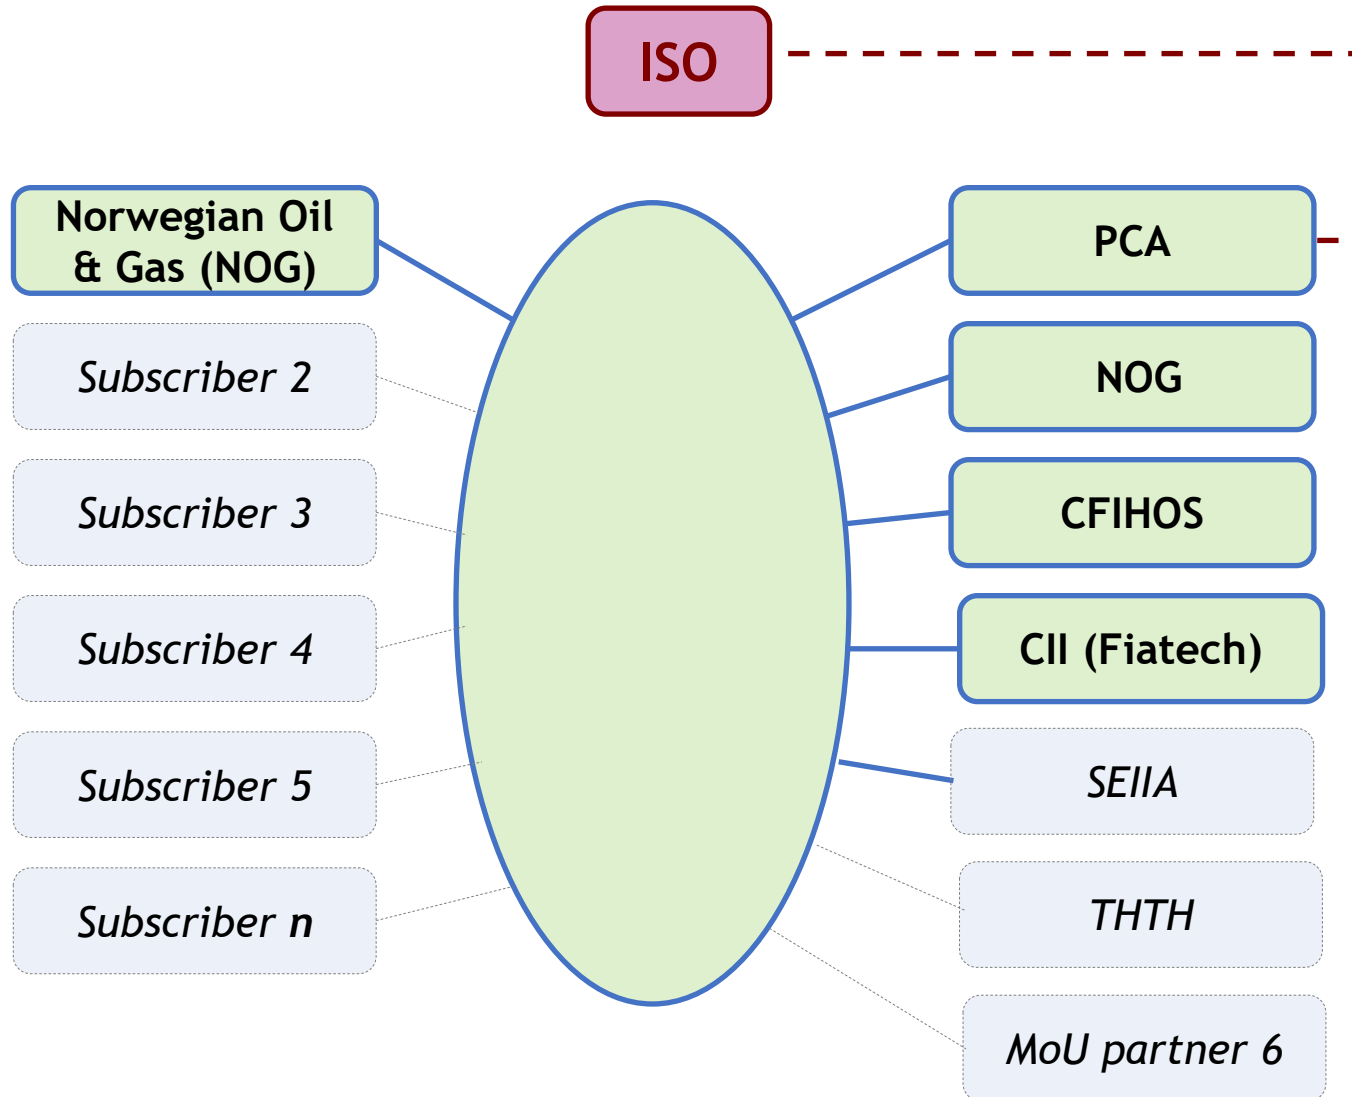 ISO
Norwegian Oil
& Gas (NOG)
Subscriber 2
Subscriber 3
Subscriber 4
Subscriber 5
Subscriber n
PCA
NOG
CFIHOS
CII (Fiatech)
SEIIA
THTH
MoU partner 6